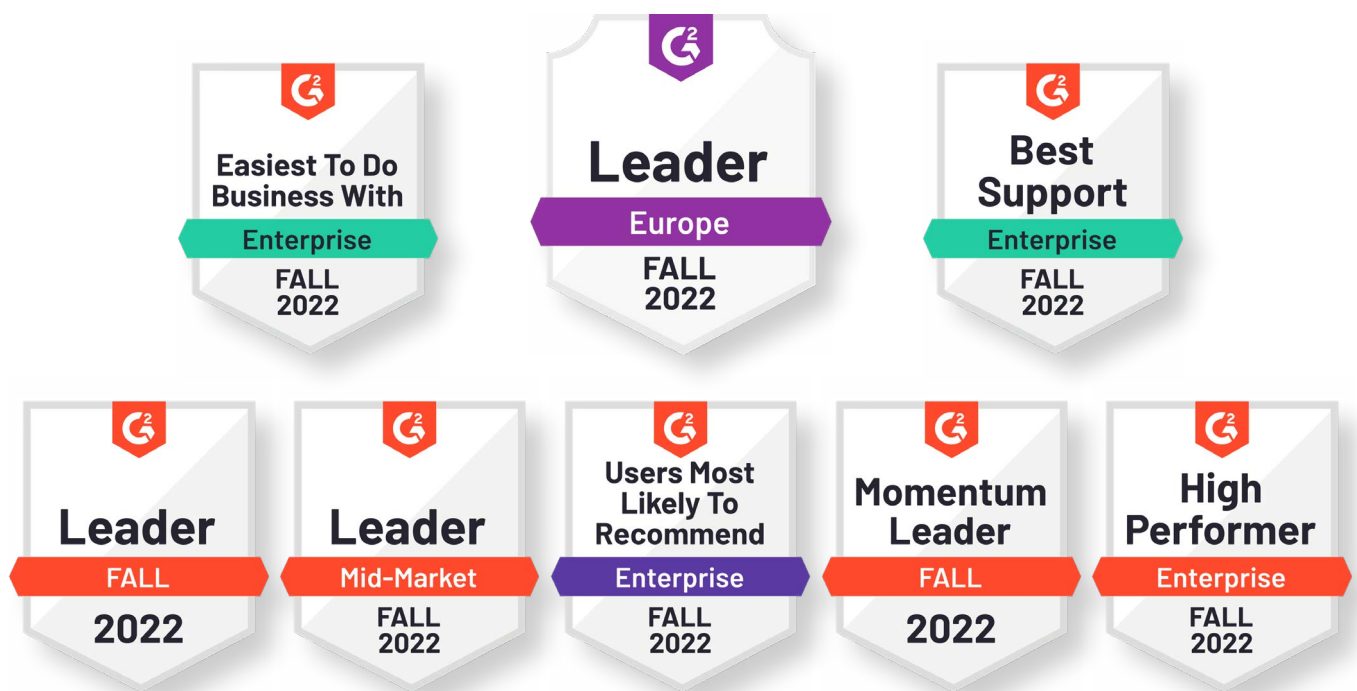 G2
Easiest To Do
Business With
Enterprise
FALL
2022
G2
Leader
Europe
FALL
2022
G2
Best
Support
Enterprise
FALL
2022
G2
Leader
FALL
2022
G2
Leader
Mid-Market
FALL
2022
G2
Users Most
Likely To
Recommend
Enterprise
FALL
2022
G2
Momentum
Leader
FALL
2022
G2
High
Performer
Enterprise
FALL
2022